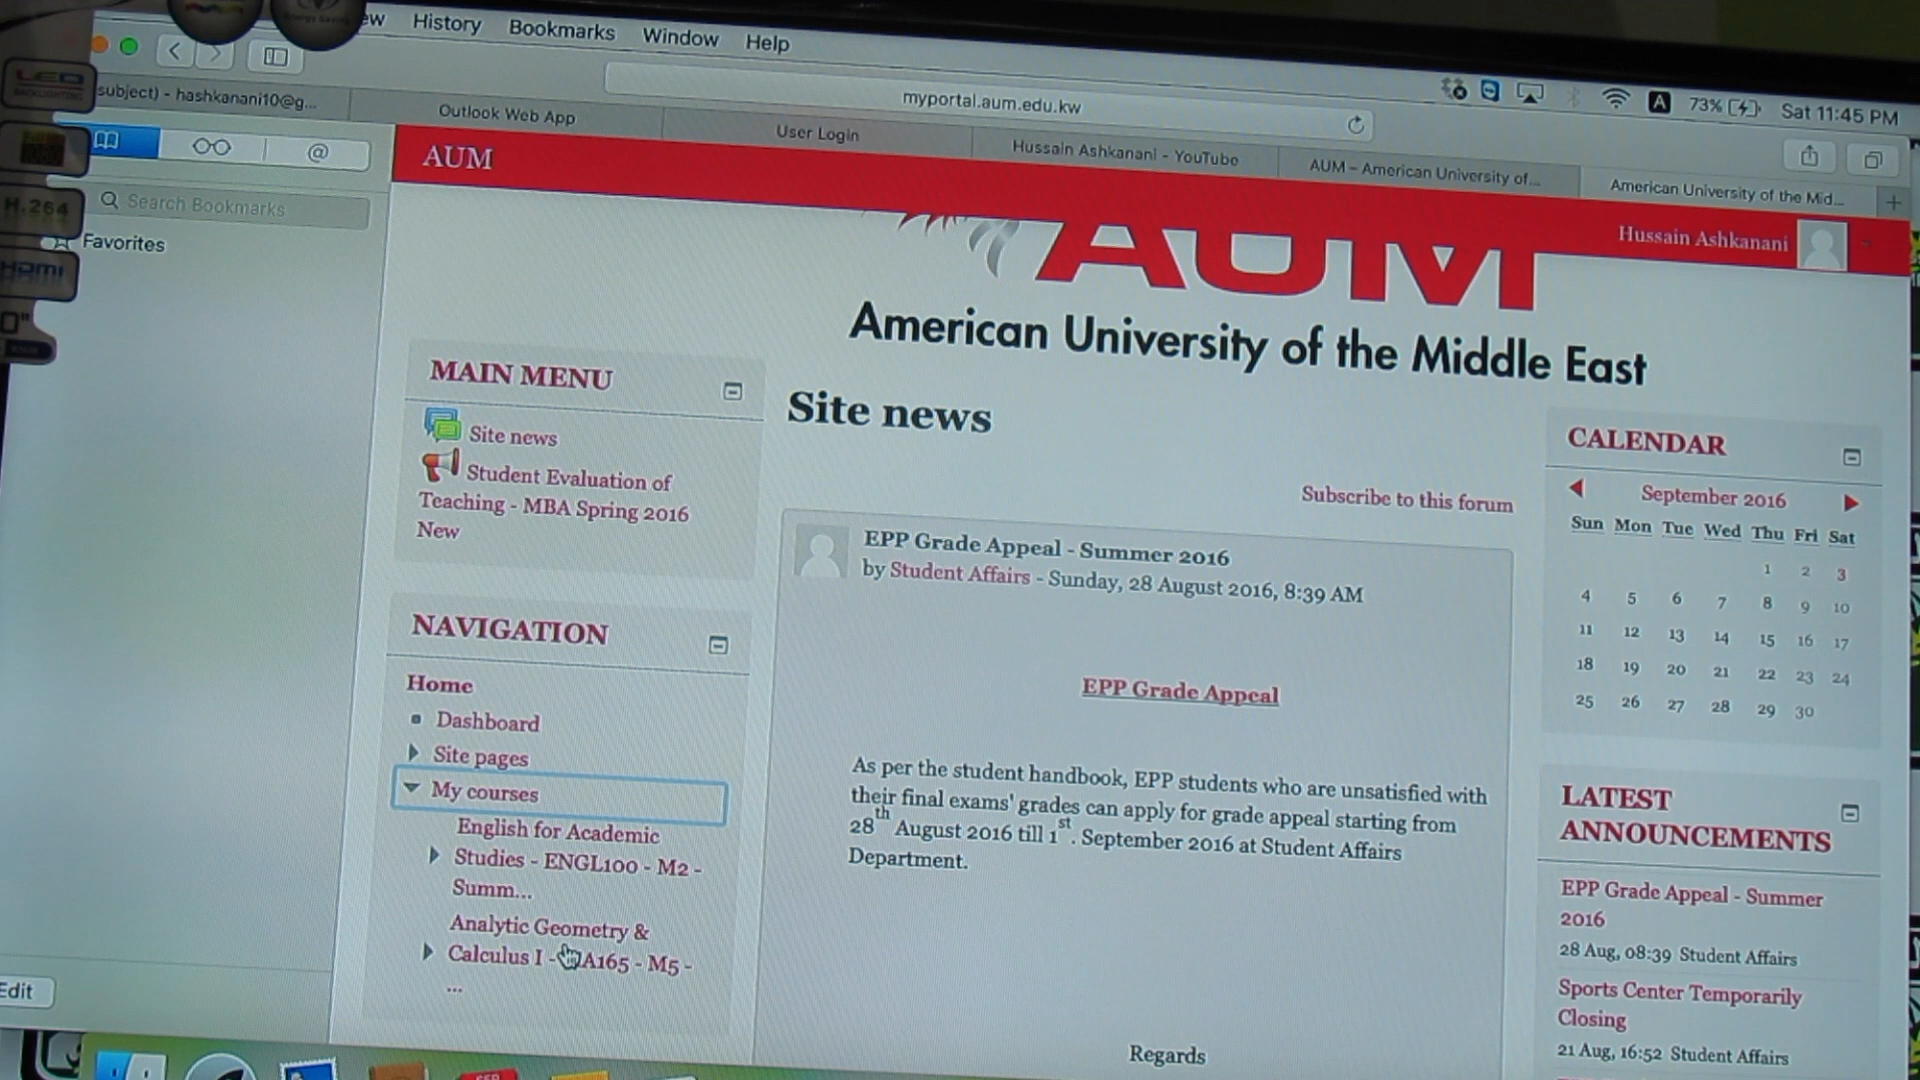 History Bookmarks Window Help
73% Sat 11:45 PM
myportal.aum.edu.kw
subject) - hashkanani10@g...
Outlook Web App
User Login
Hussain Ashkanani - YouTube
AUM – American University of...
American University of the Mid...
LED
BACKLIGHTING
H.264
HDMI
Search Bookmarks
Favorites
Edit
AUM
Hussain Ashkanani
AUM
American University of the Middle East
MAIN MENU
Site news
Student Evaluation of
Teaching - MBA Spring 2016
New
NAVIGATION
Home
Dashboard
Site pages
My courses
English for Academic
Studies - ENGL100 - M2 -
Summ...
Analytic Geometry &
Calculus I - A165 - M5 -
...
Site news
Subscribe to this forum
EPP Grade Appeal - Summer 2016
by Student Affairs - Sunday, 28 August 2016, 8:39 AM
EPP Grade Appeal
As per the student handbook, EPP students who are unsatisfied with
their final exams' grades can apply for grade appeal starting from
28th August 2016 till 1st. September 2016 at Student Affairs
Department.
Regards
CALENDAR
September 2016
Sun Mon Tue Wed Thu Fri Sat
1 2 3
4 5 6 7 8 9 10
11 12 13 14 15 16 17
18 19 20 21 22 23 24
25 26 27 28 29 30
LATEST
ANNOUNCEMENTS
EPP Grade Appeal - Summer
2016
28 Aug, 08:39 Student Affairs
Sports Center Temporarily
Closing
21 Aug, 16:52 Student Affairs